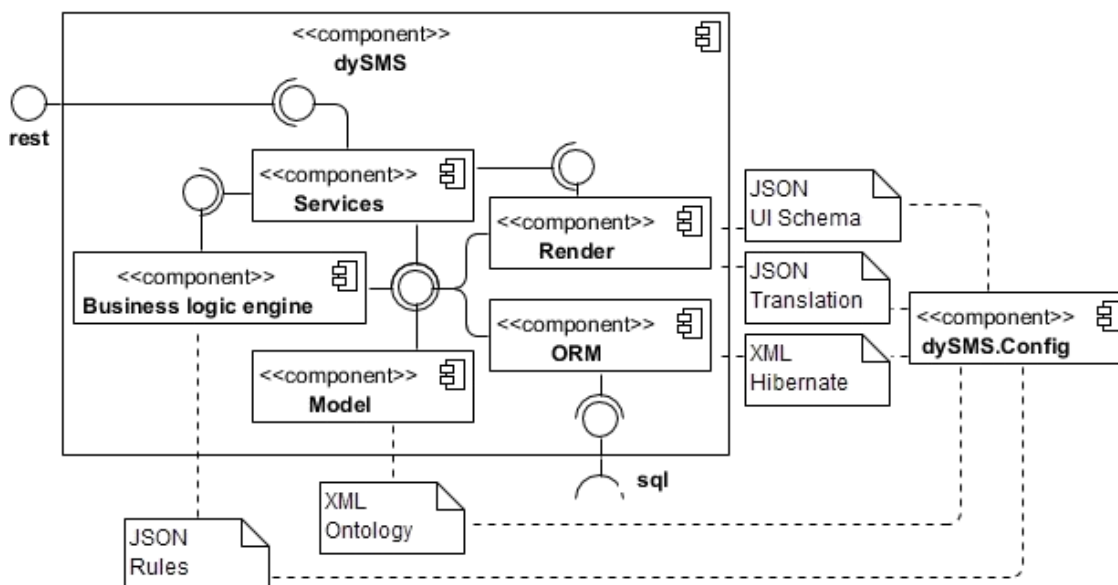 <<component>>
dySMS
rest
<<component>>
Services
<<component>>
Render
<<component>>
Business logic engine
<<component>>
ORM
<<component>>
Model
JSON
UI Schema
JSON
Translation
XML
Hibernate
<<component>>
dySMS.Config
sql
XML
Ontology
JSON
Rules